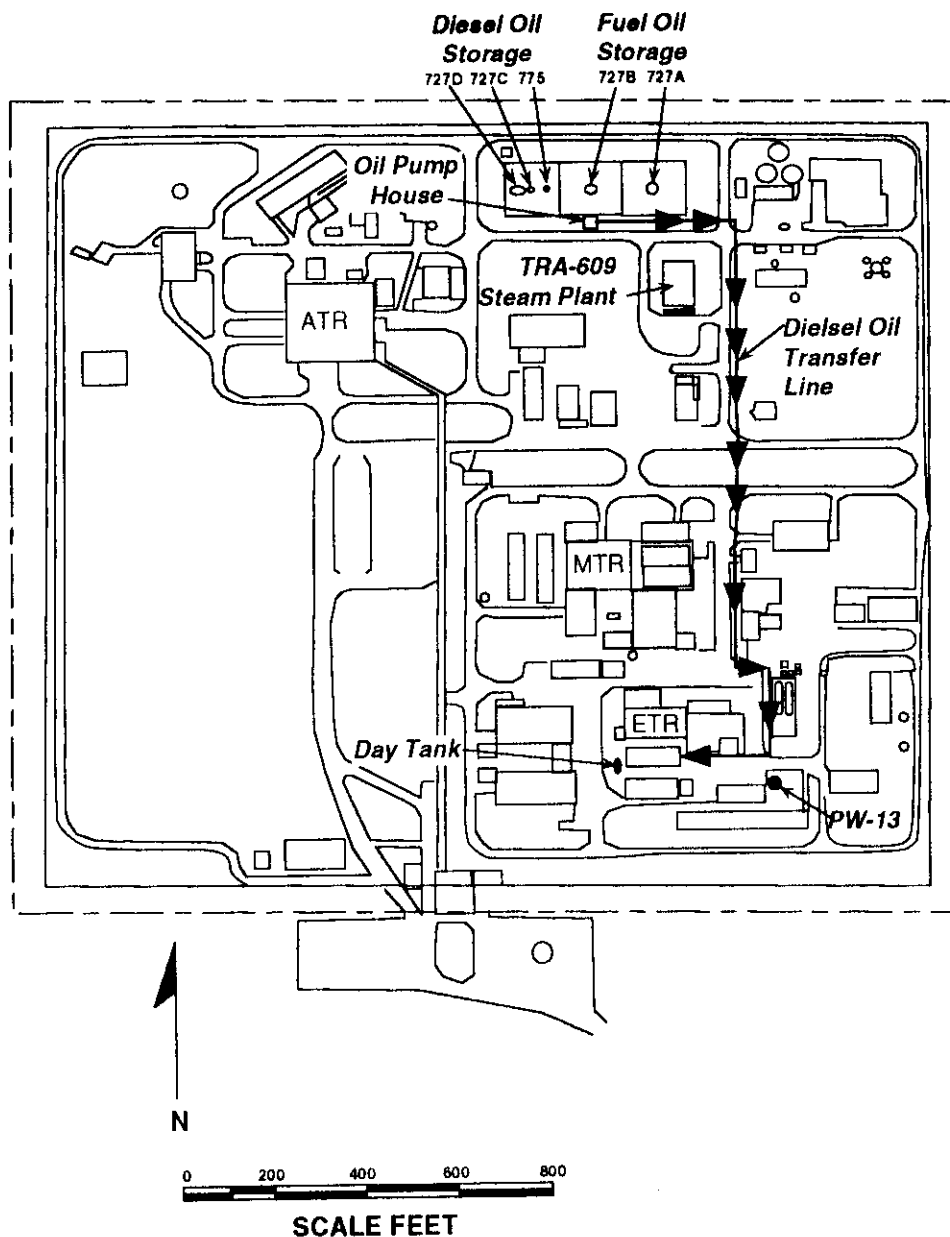 Diesel Oil Fuel Oil
Storage Storage
727D 727C 775 727B 727A
Oil Pump
House
TRA-609
Steam Plant
ATR
Dielsel Oil
Transfer
Line
MTR
ETR
Day Tank
PW-13
N
0 200 400 600 800
SCALE FEET